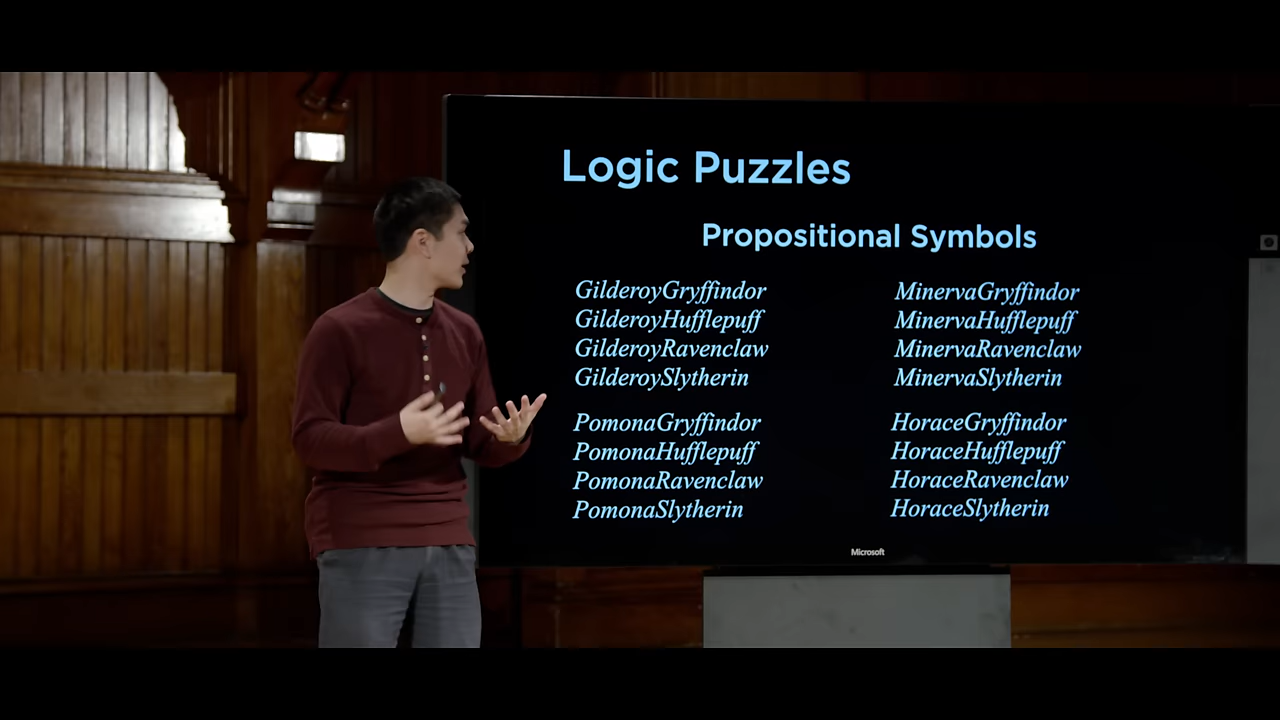 Logic Puzzles
Propositional Symbols
GilderoyGryffindor
GilderoyHufflepuff
GilderoyRavenclaw
GilderoySlytherin
MinervaGryffindor
MinervaHufflepuff
MinervaRavenclaw
MinervaSlytherin
PomonaGryffindor
PomonaHufflepuff
PomonaRavenclaw
PomonaSlytherin
HoraceGryffindor
HoraceHufflepuff
HoraceRavenclaw
HoraceSlytherin
Microsoft